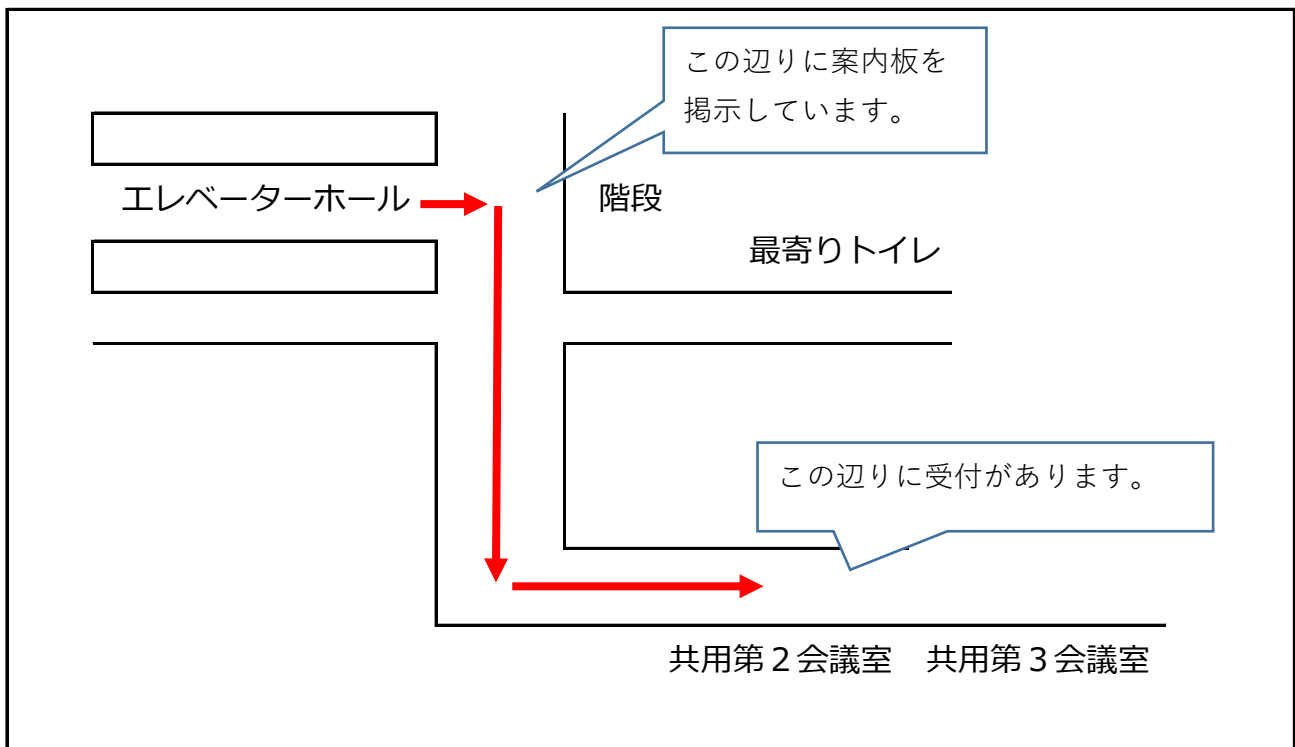 この辺りに案内板を
掲示しています。
エレベーターホール
階段
最寄りトイレ
この辺りに受付があります。
共用第２会議室　共用第３会議室